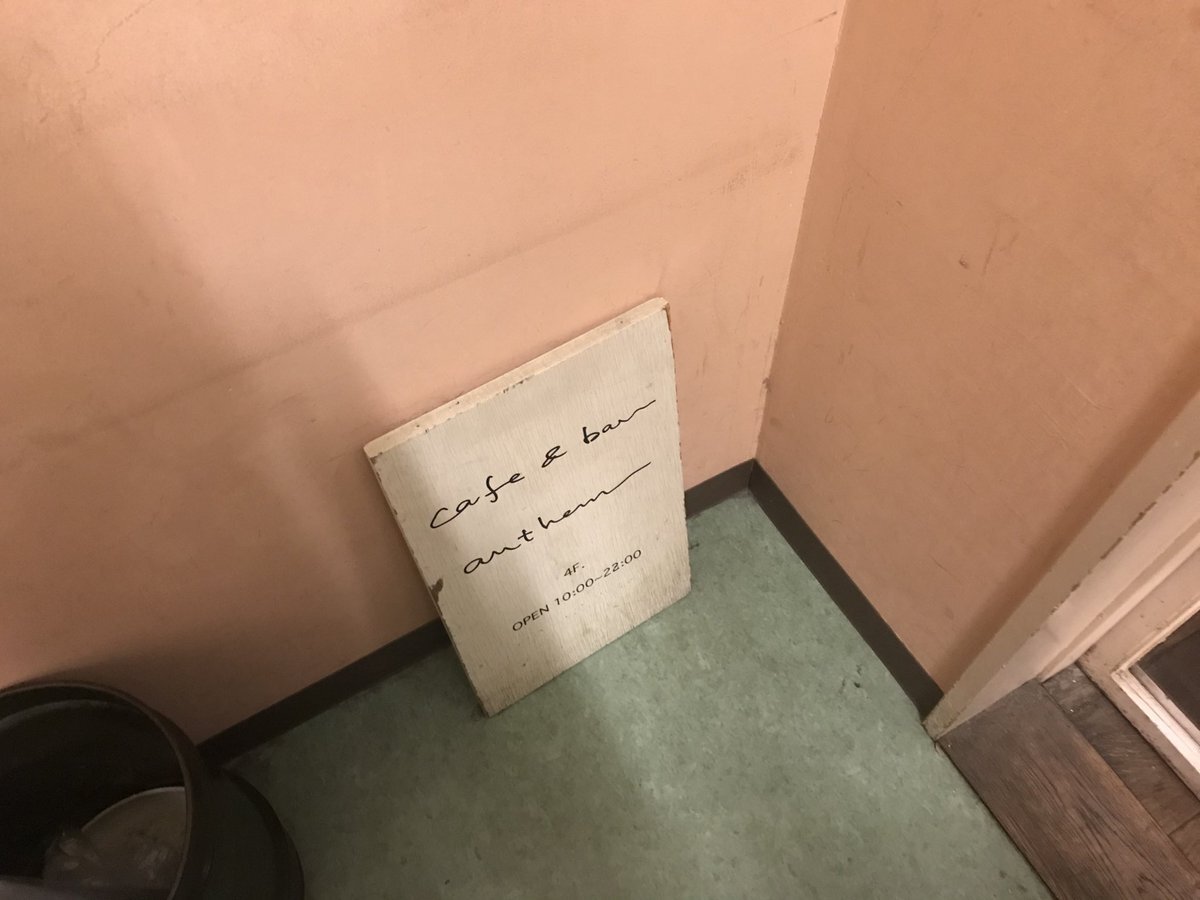 cafe & bar
anthem
4F.
OPEN 10:00~22:00